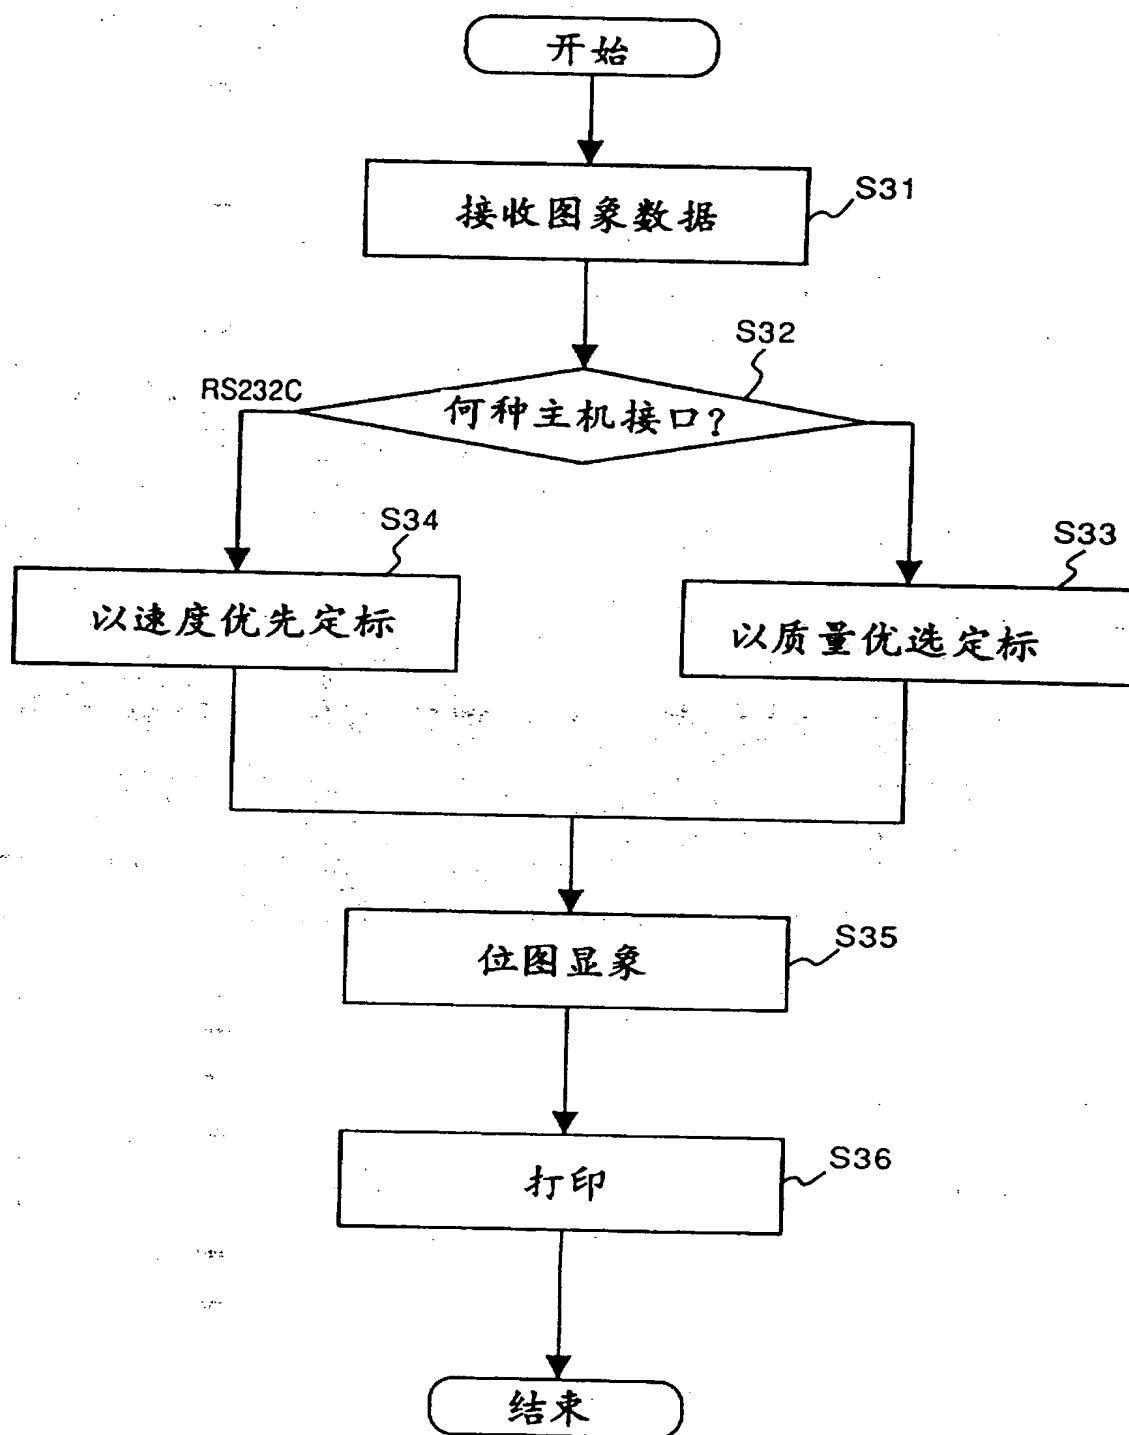 开始
接收图象数据
S31
S32
RS232C
何种主机接口?
S34
S33
以速度优先定标
以质量优选定标
位图显象
S35
打印
S36
结束